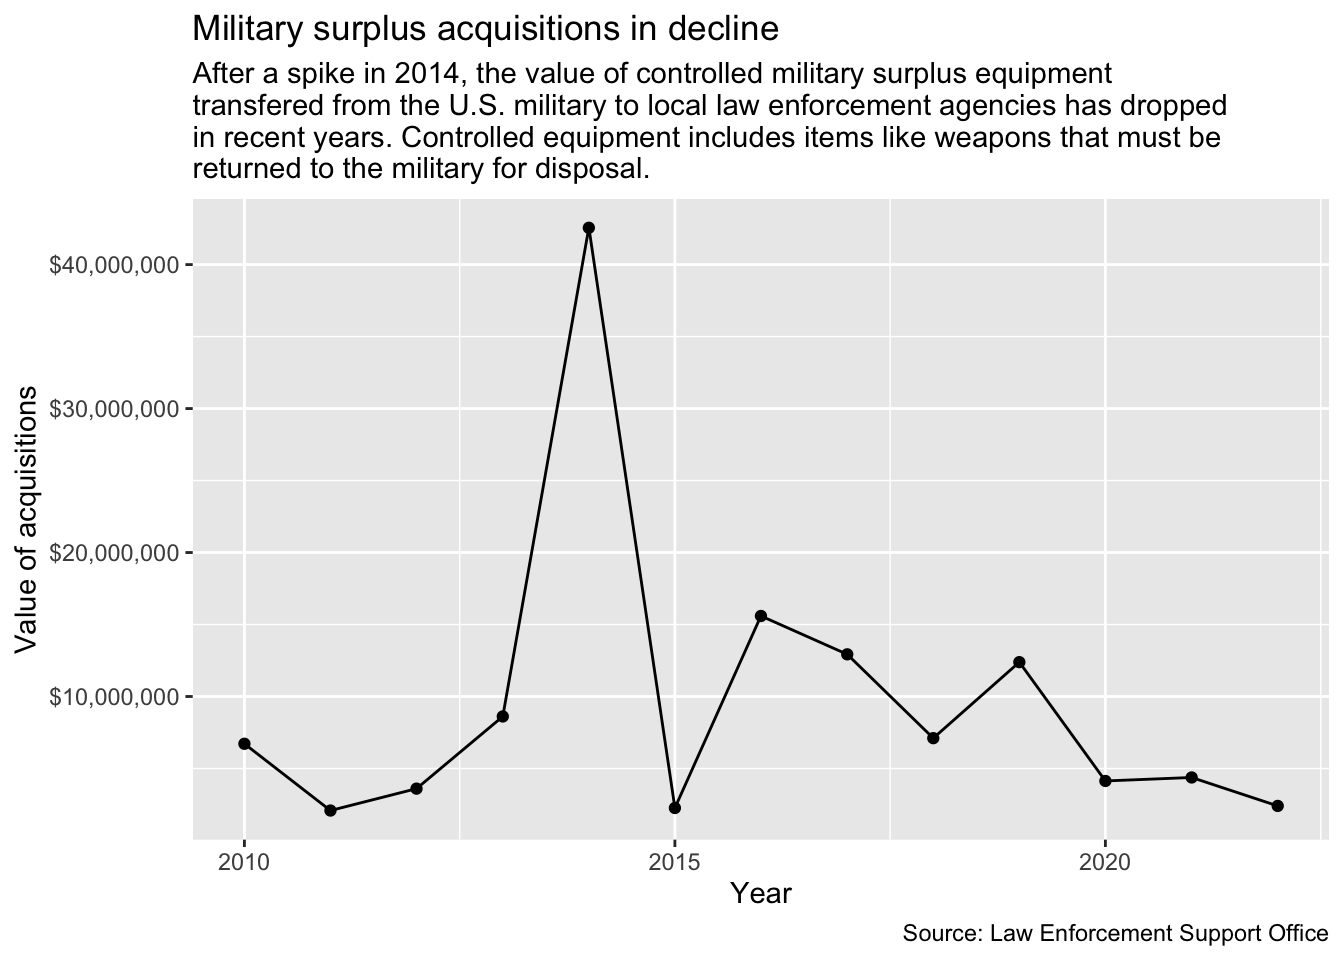 Military surplus acquisitions in decline
After a spike in 2014, the value of controlled military surplus equipment
transfered from the U.S. military to local law enforcement agencies has dropped
in recent years. Controlled equipment includes items like weapons that must be
returned to the military for disposal.
$40,000,000
$30,000,000
$20,000,000
$10,000,000
Value of acquisitions
2010 2015 2020
Year
Source: Law Enforcement Support Office